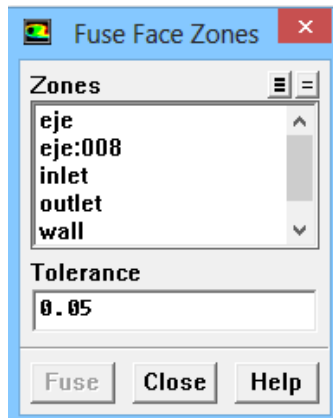 Fuse Face Zones
Zones
eje
eje:008
inlet
outlet
wall
Tolerance
0.05
Fuse Close Help